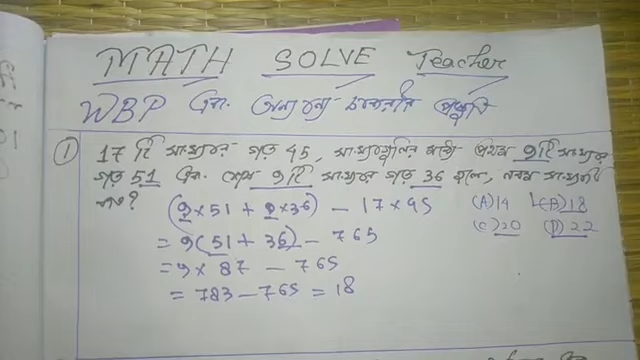 MATH SOLVE Teacher
WBP এবং অন্যান্য চাকরির প্রস্তুতি
① 17 টি সংখ্যার গড় 45, সংখ্যাগুলির মধ্যে প্রথম 9টি সংখ্যার
গড় 51 এবং শেষ 9টি সংখ্যার গড় 36 হলে, নবম সংখ্যাটি
কত?
(9×51 + 9×36) − 17×45 (A)14 (B)18
= 9(51+ 36) − 765 (C)20 (D)22
= 9× 87 − 765
= 783 − 765 = 18